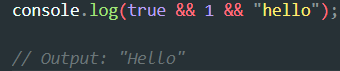 console.log(true && 1 && "hello");
// Output: "Hello"